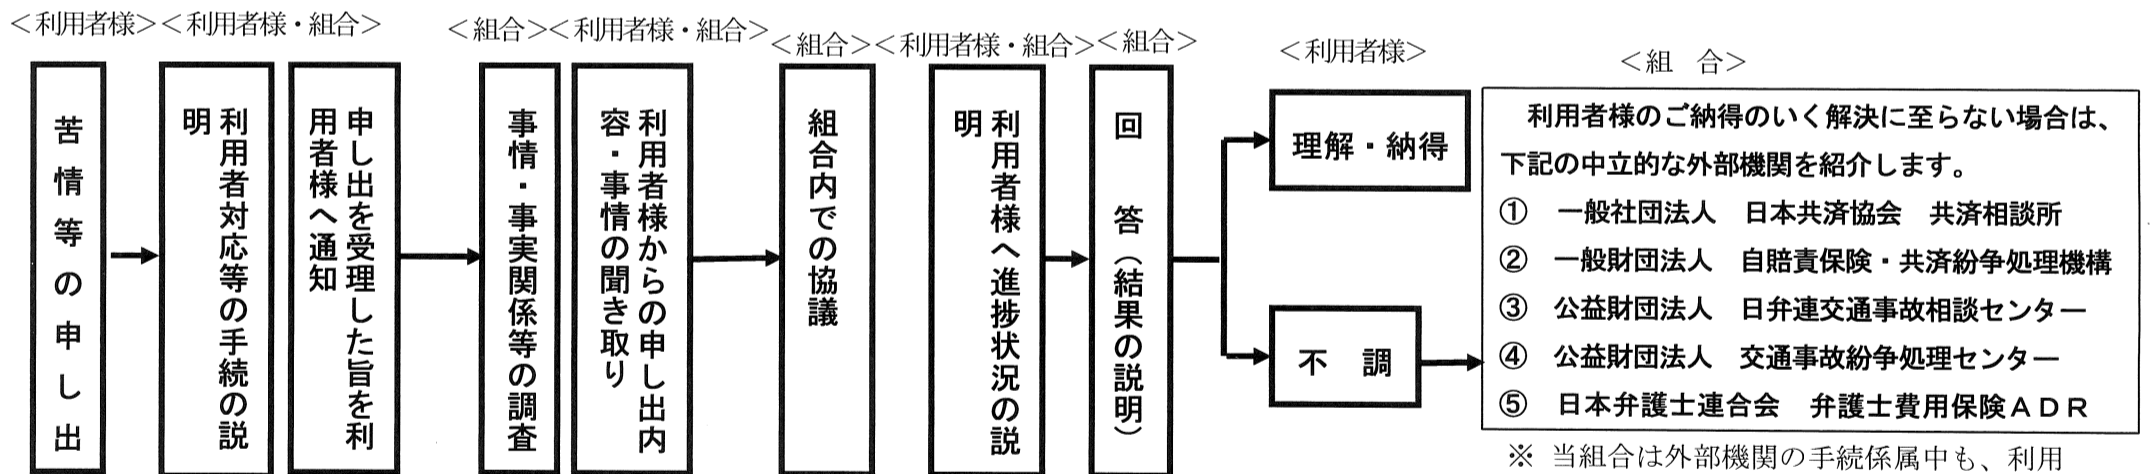 ＜利用者様＞
＜利用者様・組合＞
＜組合＞
＜利用者様・組合＞
＜組合＞
＜利用者様・組合＞
＜組合＞
＜利用者様＞
＜組　合＞
苦情等の申し出
利用者対応等の手続の説
明
申し出を受理した旨を利
用者様へ通知
事情・事実関係等の調査
利用者様からの申し出内
容・事情の聞き取り
組合内での協議
利用者様へ進捗状況の説
明
回　答（結果の説明）
理解・納得
不　調
利用者様のご納得のいく解決に至らない場合は、
下記の中立的な外部機関を紹介します。
①　一般社団法人　日本共済協会　共済相談所
②　一般財団法人　自賠責保険・共済紛争処理機構
③　公益財団法人　日弁連交通事故相談センター
④　公益財団法人　交通事故紛争処理センター
⑤　日本弁護士連合会　弁護士費用保険ＡＤＲ
※ 当組合は外部機関の手続係属中も、利用